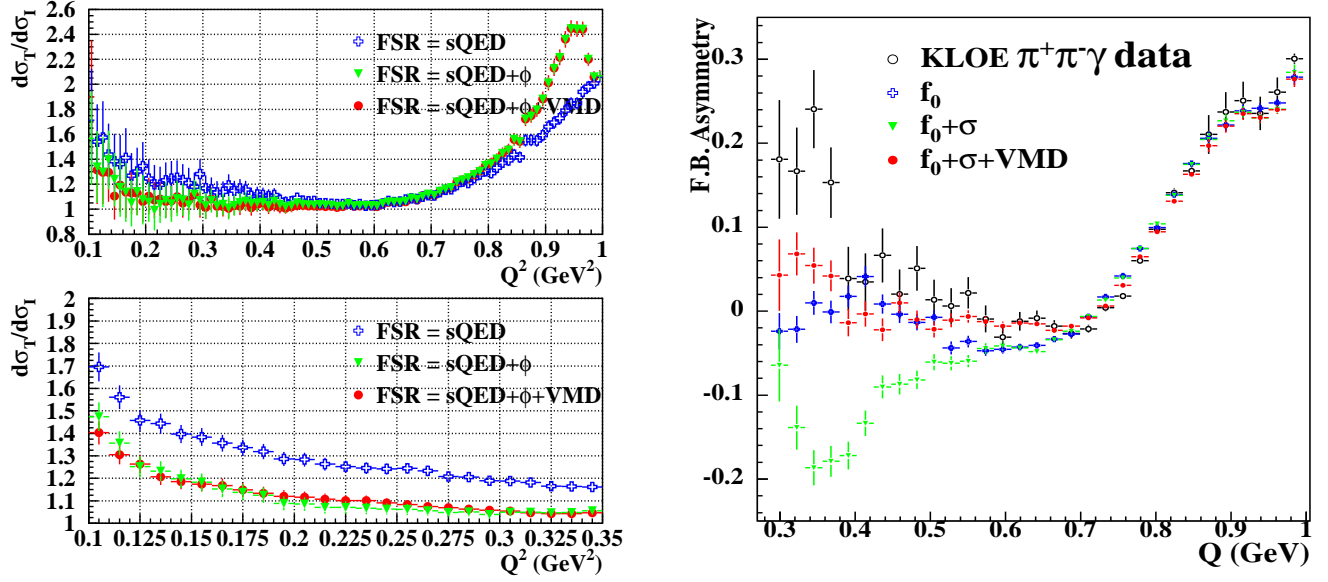 dσT/dσI
2.6
2.4
2.2
2
1.8
1.6
1.4
1.2
1
0.8
FSR = sQED
FSR = sQED+ϕ
FSR = sQED+ϕ+VMD
0.1 0.2 0.3 0.4 0.5 0.6 0.7 0.8 0.9 1
Q² (GeV²)
dσT/dσI
2
1.9
1.8
1.7
1.6
1.5
1.4
1.3
1.2
1.1
1
FSR = sQED
FSR = sQED+ϕ
FSR = sQED+ϕ+VMD
0.1 0.125 0.15 0.175 0.2 0.225 0.25 0.275 0.3 0.325 0.35
Q² (GeV²)
F.B. Asymmetry
0.3
0.2
0.1
0
-0.1
-0.2
KLOE π⁺π⁻γ data
f₀
f₀+σ
f₀+σ+VMD
0.3 0.4 0.5 0.6 0.7 0.8 0.9 1
Q (GeV)